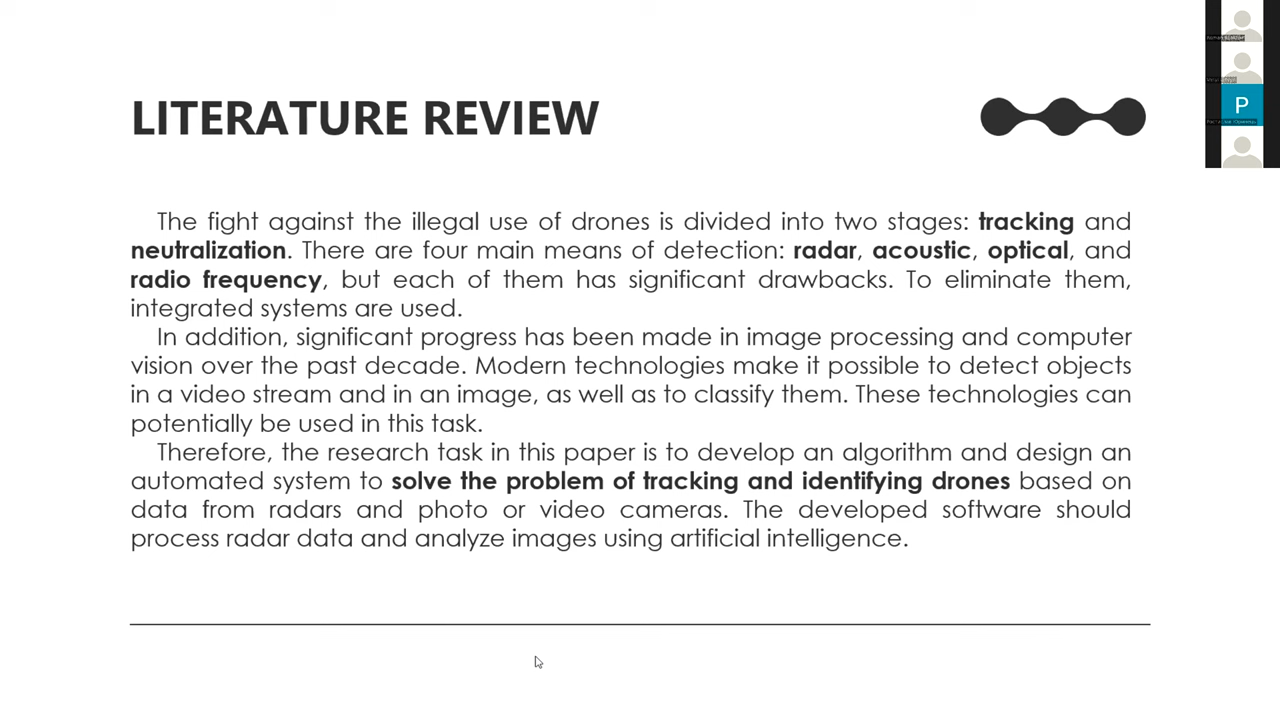 LITERATURE REVIEW
The fight against the illegal use of drones is divided into two stages: tracking and
neutralization. There are four main means of detection: radar, acoustic, optical, and
radio frequency, but each of them has significant drawbacks. To eliminate them,
integrated systems are used.
In addition, significant progress has been made in image processing and computer
vision over the past decade. Modern technologies make it possible to detect objects
in a video stream and in an image, as well as to classify them. These technologies can
potentially be used in this task.
Therefore, the research task in this paper is to develop an algorithm and design an
automated system to solve the problem of tracking and identifying drones based on
data from radars and photo or video cameras. The developed software should
process radar data and analyze images using artificial intelligence.
P